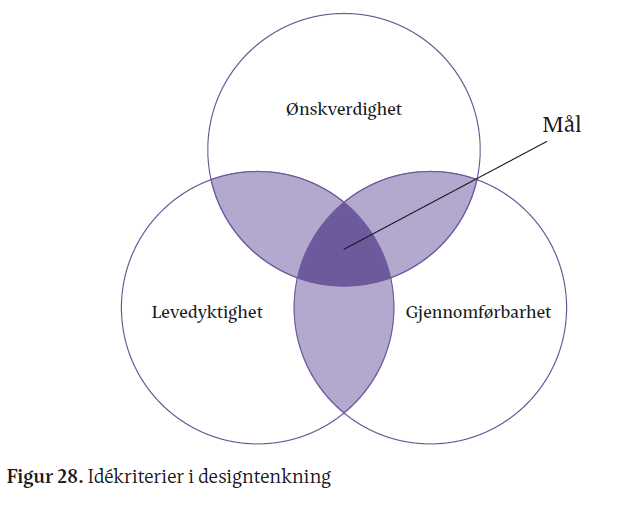 Ønskverdighet
Mål
Levedyktighet
Gjennomførbarhet
Figur 28. Idékriterier i designtenkning